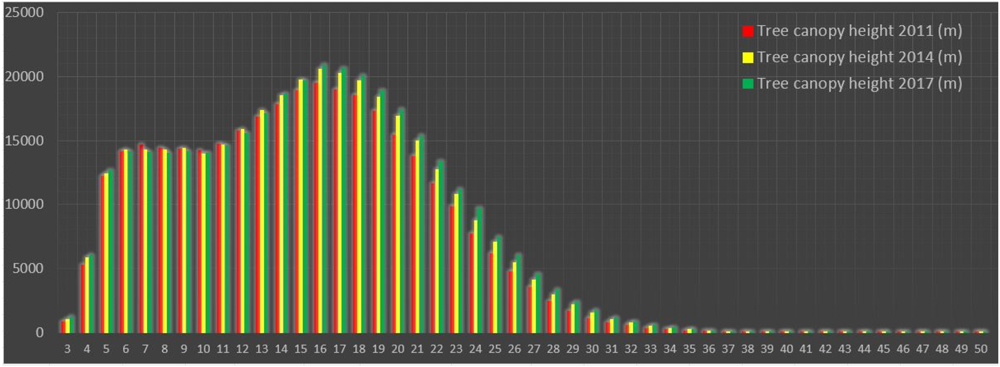 25000
20000
15000
10000
5000
0
Tree canopy height 2011 (m)
Tree canopy height 2014 (m)
Tree canopy height 2017 (m)
3 4 5 6 7 8 9 10 11 12 13 14 15 16 17 18 19 20 21 22 23 24 25 26 27 28 29 30 31 32 33 34 35 36 37 38 39 40 41 42 43 44 45 46 47 48 49 50